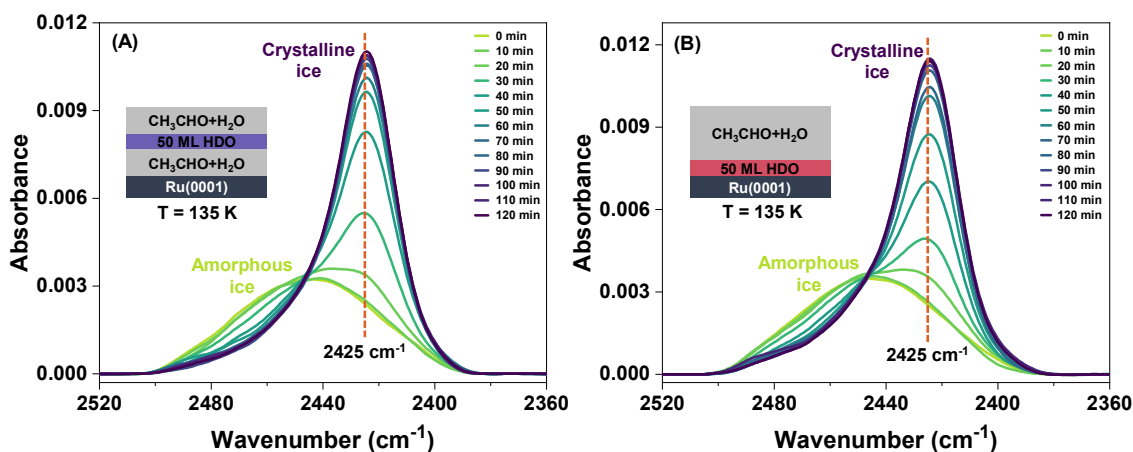 (A)
Absorbance
0.012
0.009
0.006
0.003
0.000
Crystalline
ice
Amorphous
ice
CH₃CHO+H₂O
50 ML HDO
CH₃CHO+H₂O
Ru(0001)
T = 135 K
2425 cm⁻¹
0 min
10 min
20 min
30 min
40 min
50 min
60 min
70 min
80 min
90 min
100 min
110 min
120 min
2520 2480 2440 2400 2360
Wavenumber (cm⁻¹)
(B)
Absorbance
0.012
0.009
0.006
0.003
0.000
Crystalline
ice
Amorphous
ice
CH₃CHO+H₂O
50 ML HDO
Ru(0001)
T = 135 K
2425 cm⁻¹
0 min
10 min
20 min
30 min
40 min
50 min
60 min
70 min
80 min
90 min
100 min
110 min
120 min
2520 2480 2440 2400 2360
Wavenumber (cm⁻¹)